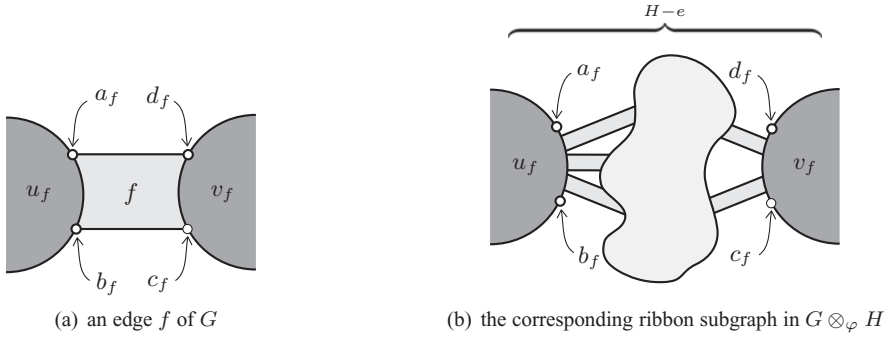 H−e
a_f d_f
u_f f v_f
b_f c_f
a_f d_f
u_f v_f
b_f c_f
(a) an edge f of G
(b) the corresponding ribbon subgraph in G ⊗_φ H